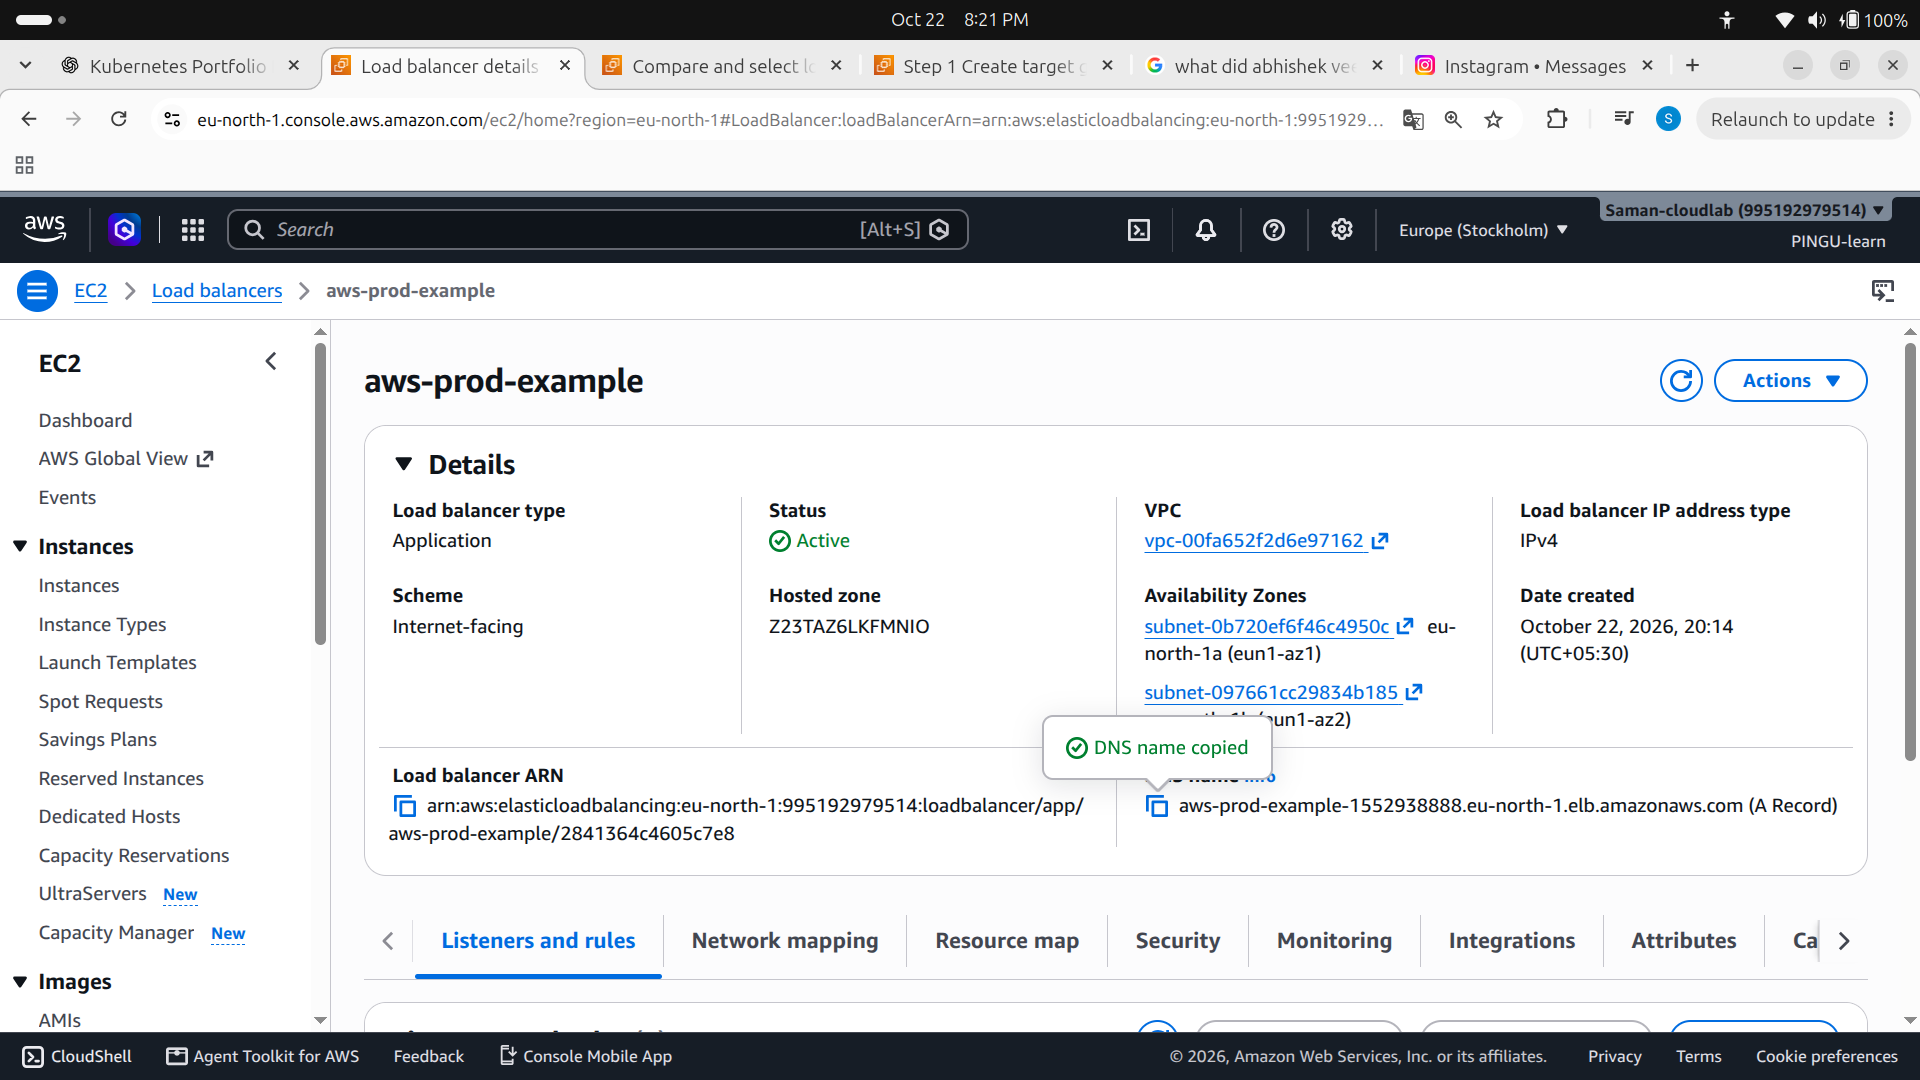 Oct 22 8:21 PM
100%
Kubernetes Portfolio
Load balancer details
Compare and select
Step 1 Create target
what did abhishek
Instagram • Messages
eu-north-1.console.aws.amazon.com/ec2/home?region=eu-north-1#LoadBalancer:loadBalancerArn=arn:aws:elasticloadbalancing:eu-north-1:9951929...
S
Relaunch to update
aws
Search
[Alt+S]
Europe (Stockholm)
Saman-cloudlab (995192979514)
PINGU-learn
EC2
Load balancers
aws-prod-example
EC2
Dashboard
AWS Global View
Events
Instances
Instances
Instance Types
Launch Templates
Spot Requests
Savings Plans
Reserved Instances
Dedicated Hosts
Capacity Reservations
UltraServers New
Capacity Manager New
Images
AMIs
aws-prod-example
Actions
Details
Load balancer type
Application
Status
Active
VPC
vpc-00fa652f2d6e97162
Load balancer IP address type
IPv4
Scheme
Internet-facing
Hosted zone
Z23TAZ6LKFMNIO
Availability Zones
subnet-0b720ef6f46c4950c eu-
north-1a (eun1-az1)
subnet-097661cc29834b185
(eun1-az2)
Date created
October 22, 2026, 20:14
(UTC+05:30)
DNS name copied
Load balancer ARN
arn:aws:elasticloadbalancing:eu-north-1:995192979514:loadbalancer/app/
aws-prod-example/2841364c4605c7e8
aws-prod-example-1552938888.eu-north-1.elb.amazonaws.com (A Record)
Listeners and rules
Network mapping
Resource map
Security
Monitoring
Integrations
Attributes
Ca
CloudShell
Agent Toolkit for AWS
Feedback
Console Mobile App
© 2026, Amazon Web Services, Inc. or its affiliates.
Privacy
Terms
Cookie preferences